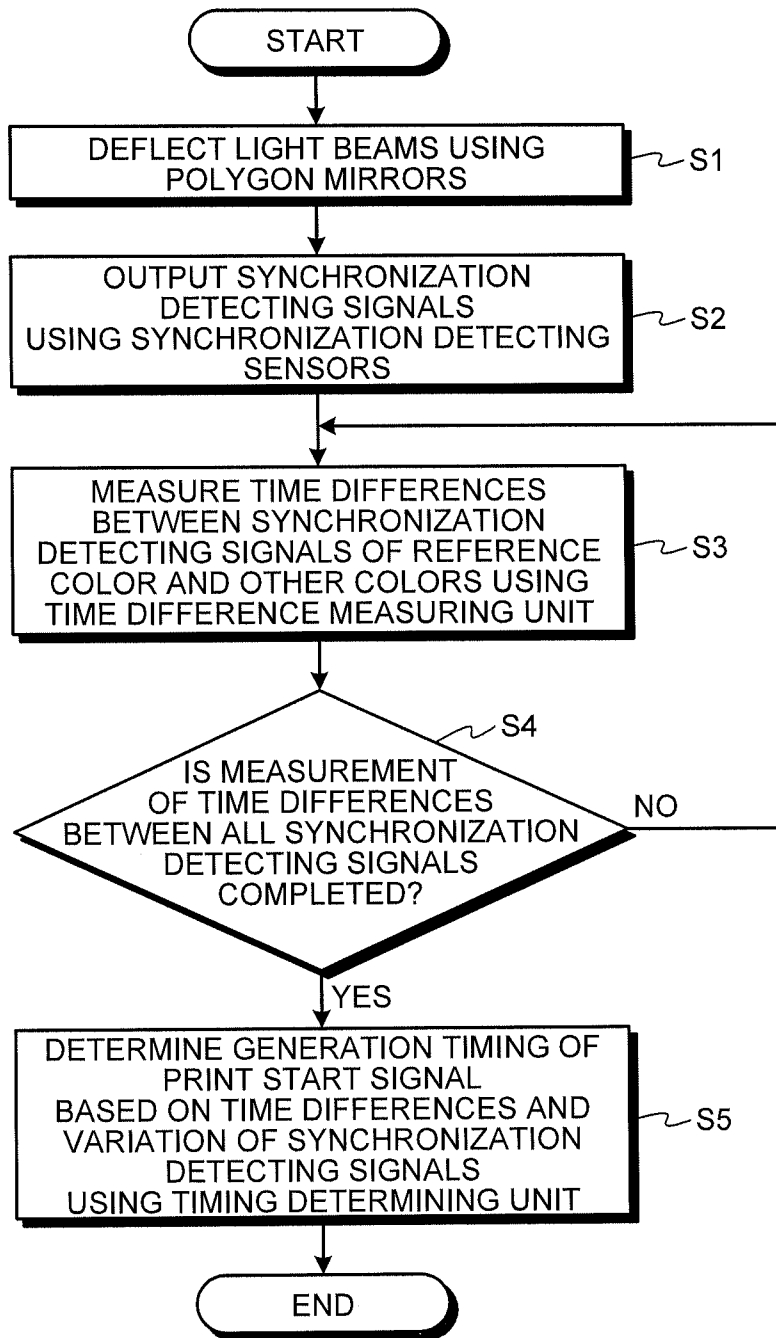 START
DEFLECT LIGHT BEAMS USING
POLYGON MIRRORS
S1
OUTPUT SYNCHRONIZATION
DETECTING SIGNALS
USING SYNCHRONIZATION DETECTING
SENSORS
S2
MEASURE TIME DIFFERENCES
BETWEEN SYNCHRONIZATION
DETECTING SIGNALS OF REFERENCE
COLOR AND OTHER COLORS USING
TIME DIFFERENCE MEASURING UNIT
S3
S4
IS MEASUREMENT
OF TIME DIFFERENCES
BETWEEN ALL SYNCHRONIZATION
DETECTING SIGNALS
COMPLETED?
NO
YES
DETERMINE GENERATION TIMING OF
PRINT START SIGNAL
BASED ON TIME DIFFERENCES AND
VARIATION OF SYNCHRONIZATION
DETECTING SIGNALS
USING TIMING DETERMINING UNIT
S5
END